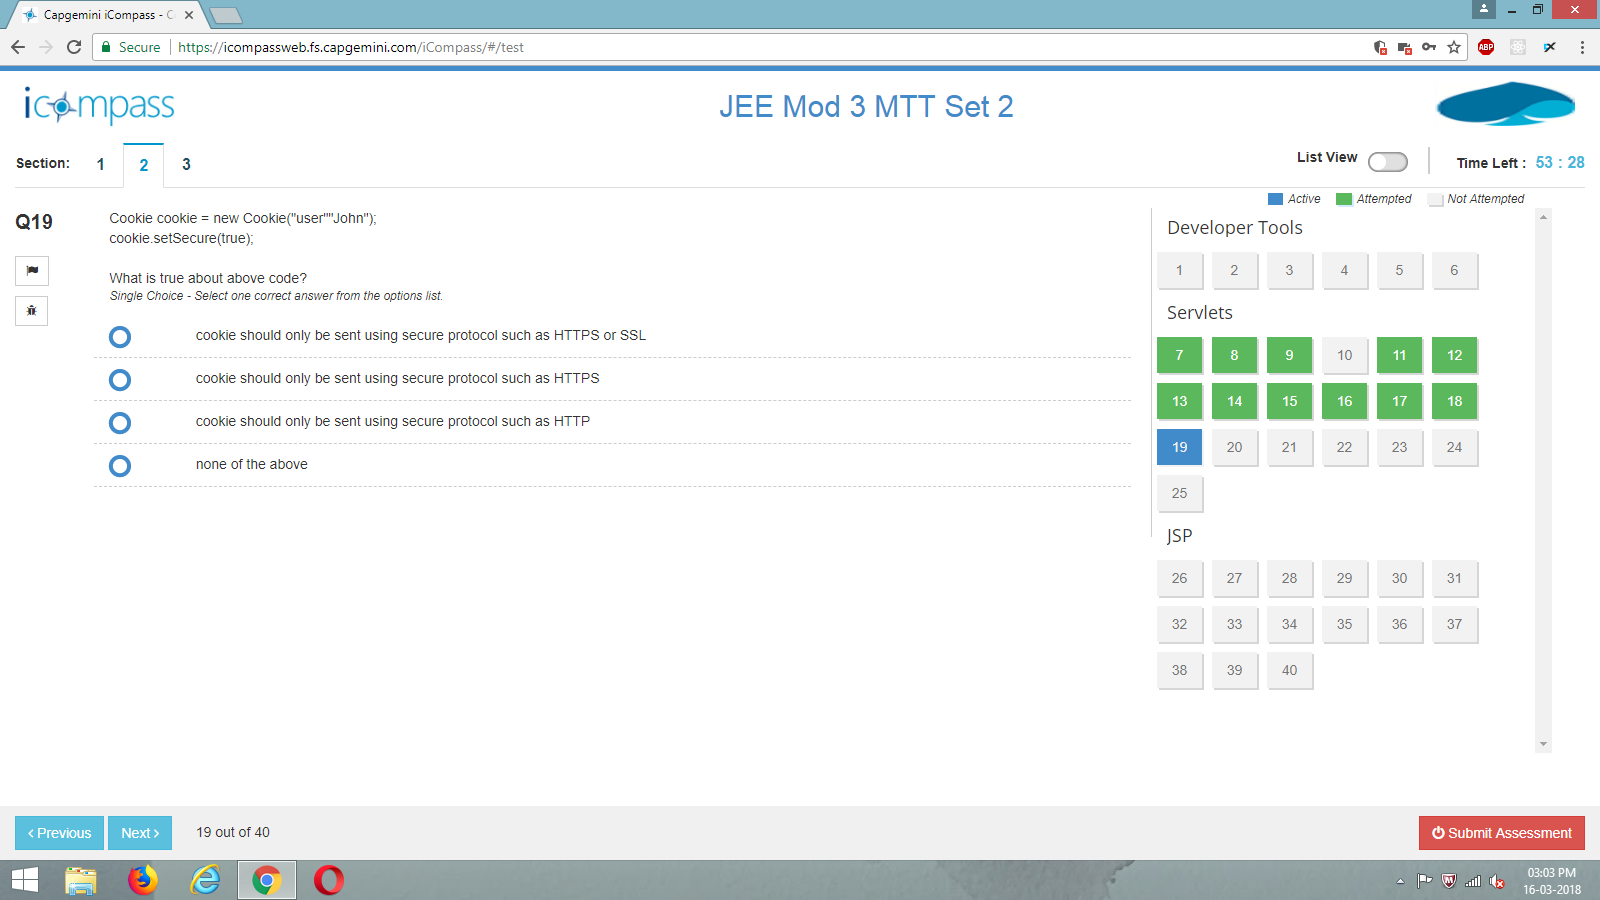 Capgemini iCompass - C
Secure
https://icompassweb.fs.capgemini.com/iCompass/#/test
ABP
icompass
JEE Mod 3 MTT Set 2
Section: 1 2 3
List View
Time Left : 53 : 28
Active Attempted Not Attempted
Q19
Cookie cookie = new Cookie("user""John");
cookie.setSecure(true);
What is true about above code?
Single Choice - Select one correct answer from the options list.
cookie should only be sent using secure protocol such as HTTPS or SSL
cookie should only be sent using secure protocol such as HTTPS
cookie should only be sent using secure protocol such as HTTP
none of the above
Developer Tools
1 2 3 4 5 6
Servlets
7 8 9 10 11 12
13 14 15 16 17 18
19 20 21 22 23 24
25
JSP
26 27 28 29 30 31
32 33 34 35 36 37
38 39 40
Previous
Next
19 out of 40
Submit Assessment
03:03 PM
16-03-2018